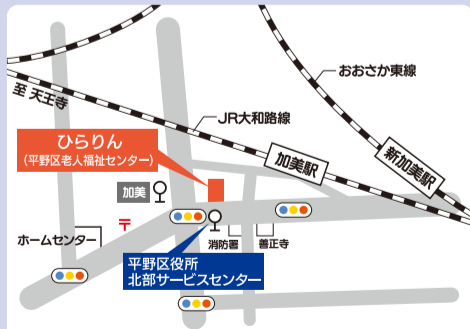 おおさか東線
至 天王寺
JR大和路線
ひらりん
(平野区老人福祉センター)
加美駅
新加美駅
加美
〒
ホームセンター
消防署
善正寺
平野区役所
北部サービスセンター